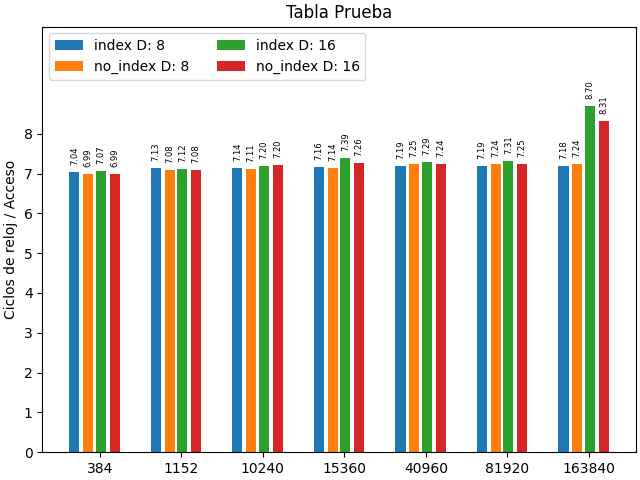 Tabla Prueba
index D: 8
no_index D: 8
index D: 16
no_index D: 16
Ciclos de reloj / Acceso
8
7
6
5
4
3
2
1
0
7.04 6.99 7.07 6.99
7.13 7.08 7.12 7.08
7.14 7.11 7.20 7.20
7.16 7.14 7.39 7.26
7.19 7.25 7.29 7.24
7.19 7.24 7.31 7.25
7.18 7.24 8.70 8.31
384 1152 10240 15360 40960 81920 163840